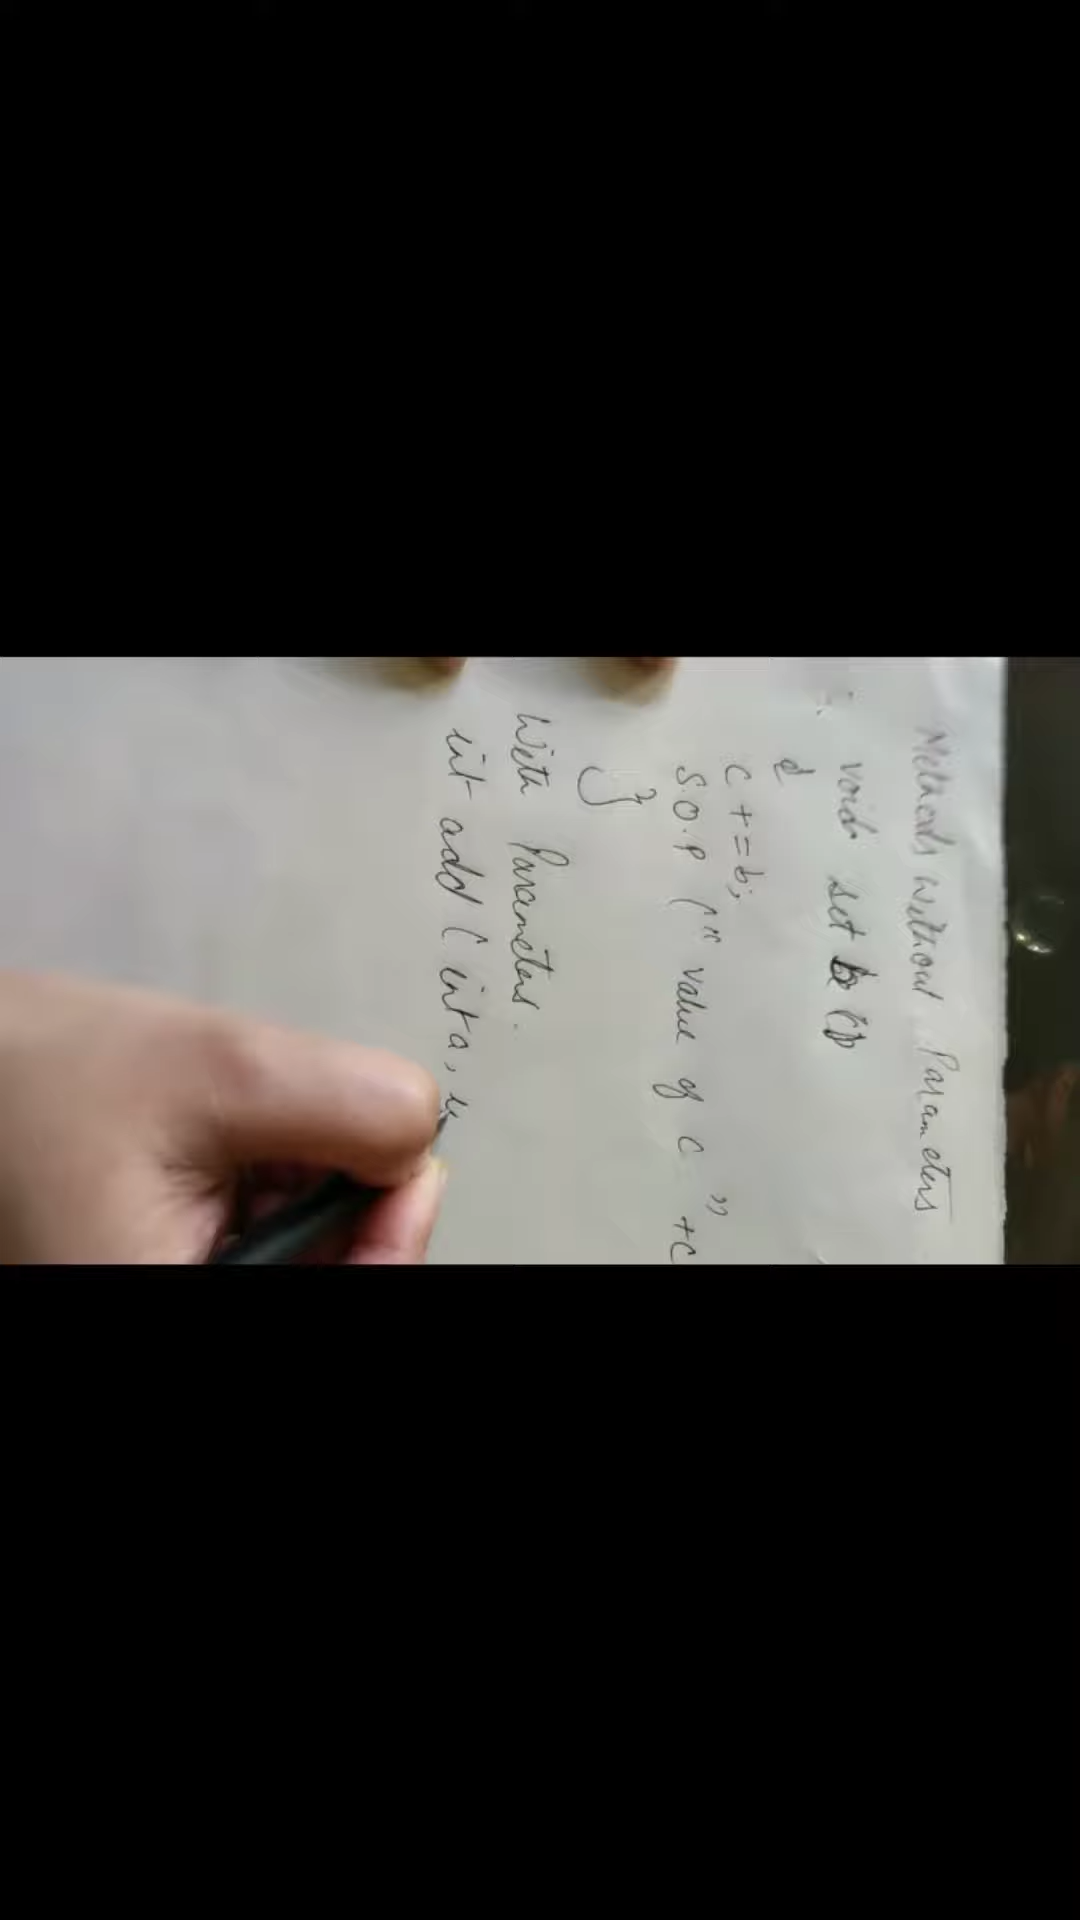 Methods without Parameters
:. void set b ()
{
C + = b;
S.O.P ( " value of c " + c
}
With Parameters.
int add ( int a, i